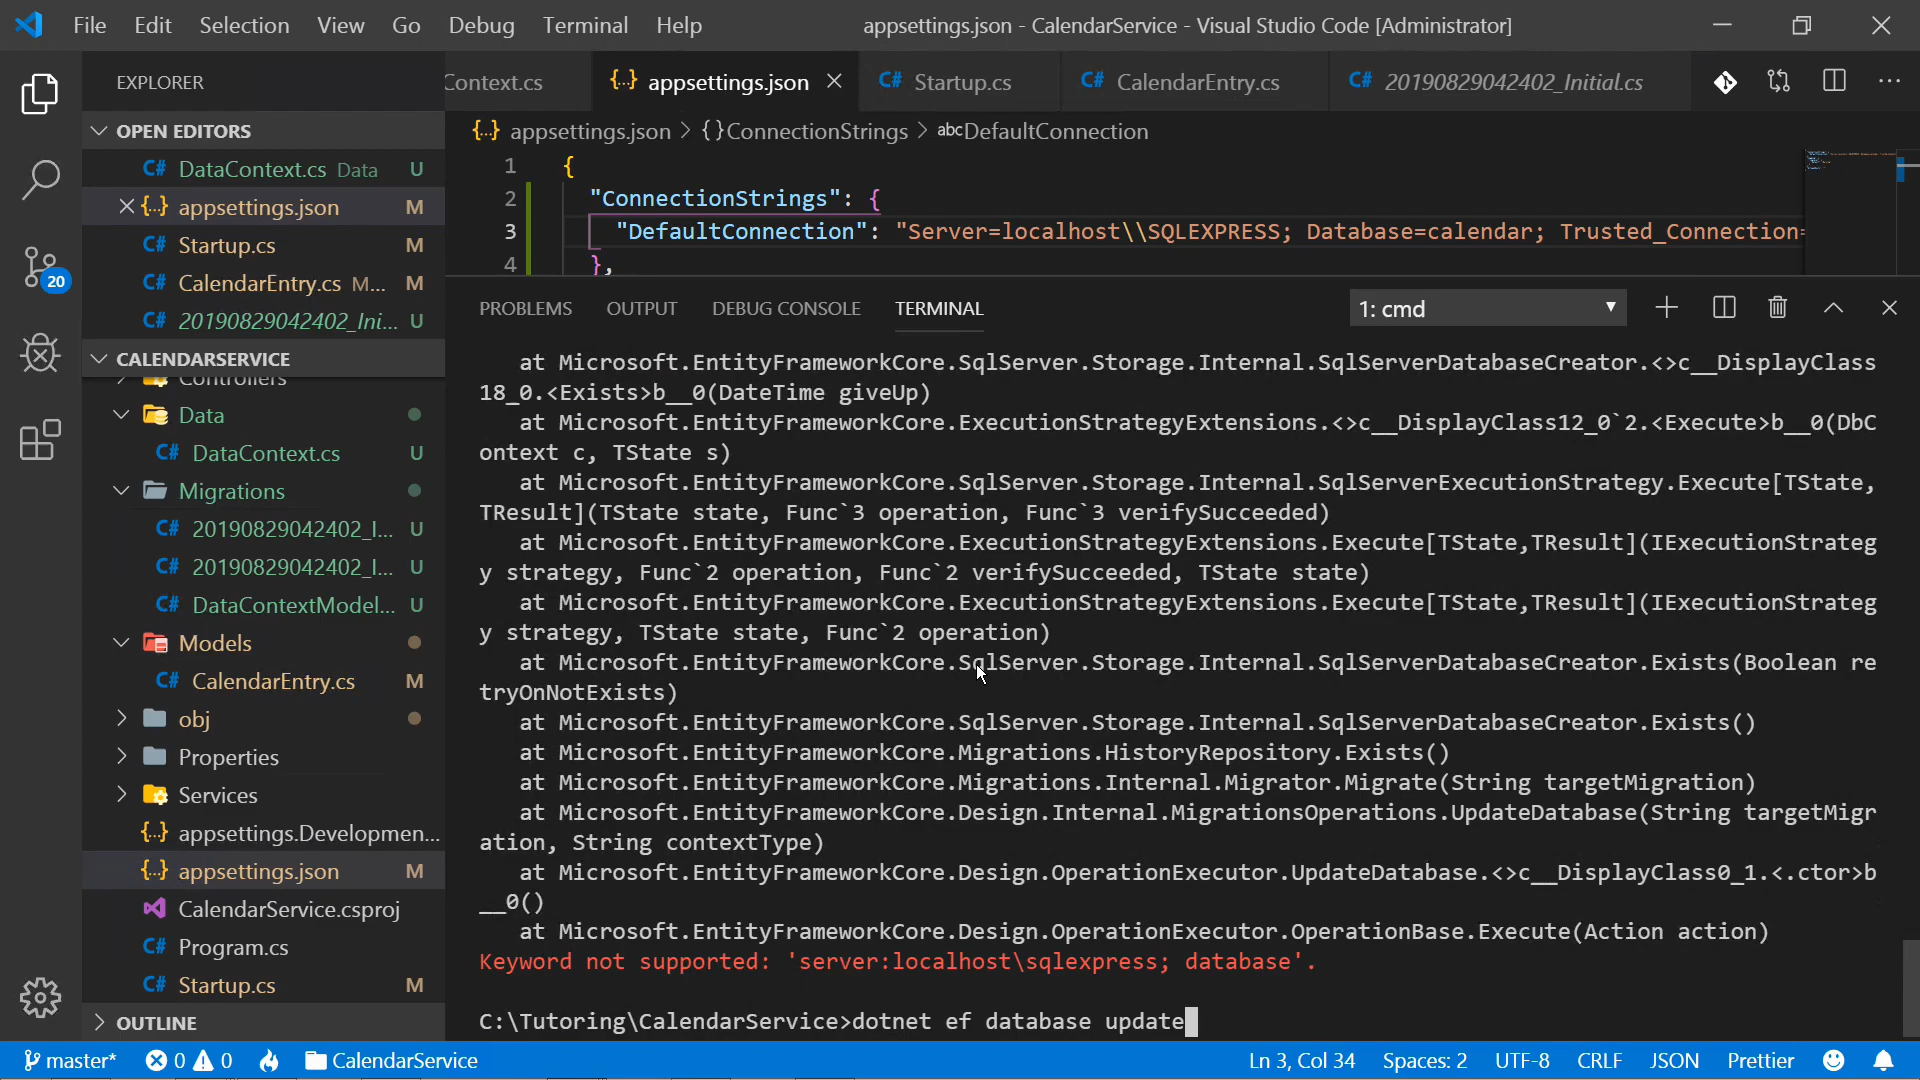 File Edit Selection View Go Debug Terminal Help
appsettings.json - CalendarService - Visual Studio Code [Administrator]
EXPLORER
OPEN EDITORS
DataContext.cs Data U
appsettings.json M
Startup.cs M
CalendarEntry.cs M... M
20190829042402_Ini... U
CALENDARSERVICE
Controllers
Data
DataContext.cs U
Migrations
20190829042402_I... U
20190829042402_I... U
DataContextModel... U
Models
CalendarEntry.cs M
obj
Properties
Services
appsettings.Developmen...
appsettings.json M
CalendarService.csproj
Program.cs
Startup.cs M
OUTLINE
20
Context.cs appsettings.json Startup.cs CalendarEntry.cs 20190829042402_Initial.cs
appsettings.json > {}ConnectionStrings > abcDefaultConnection
1 {
2 "ConnectionStrings": {
3 "DefaultConnection": "Server=localhost\\SQLEXPRESS; Database=calendar; Trusted_Connection=
4 },
PROBLEMS OUTPUT DEBUG CONSOLE TERMINAL
1: cmd
at Microsoft.EntityFrameworkCore.SqlServer.Storage.Internal.SqlServerDatabaseCreator.<>c__DisplayClass
18_0.<Exists>b__0(DateTime giveUp)
at Microsoft.EntityFrameworkCore.ExecutionStrategyExtensions.<>c__DisplayClass12_0`2.<Execute>b__0(DbC
ontext c, TState s)
at Microsoft.EntityFrameworkCore.SqlServer.Storage.Internal.SqlServerExecutionStrategy.Execute[TState,
TResult](TState state, Func`3 operation, Func`3 verifySucceeded)
at Microsoft.EntityFrameworkCore.ExecutionStrategyExtensions.Execute[TState,TResult](IExecutionStrateg
y strategy, Func`2 operation, Func`2 verifySucceeded, TState state)
at Microsoft.EntityFrameworkCore.ExecutionStrategyExtensions.Execute[TState,TResult](IExecutionStrateg
y strategy, TState state, Func`2 operation)
at Microsoft.EntityFrameworkCore.SqlServer.Storage.Internal.SqlServerDatabaseCreator.Exists(Boolean re
tryOnNotExists)
at Microsoft.EntityFrameworkCore.SqlServer.Storage.Internal.SqlServerDatabaseCreator.Exists()
at Microsoft.EntityFrameworkCore.Migrations.HistoryRepository.Exists()
at Microsoft.EntityFrameworkCore.Migrations.Internal.Migrator.Migrate(String targetMigration)
at Microsoft.EntityFrameworkCore.Design.Internal.MigrationsOperations.UpdateDatabase(String targetMigr
ation, String contextType)
at Microsoft.EntityFrameworkCore.Design.OperationExecutor.UpdateDatabase.<>c__DisplayClass0_1.<.ctor>b
__0()
at Microsoft.EntityFrameworkCore.Design.OperationExecutor.OperationBase.Execute(Action action)
Keyword not supported: 'server:localhost\sqlexpress; database'.
C:\Tutoring\CalendarService>dotnet ef database update
master* 0 0 CalendarService Ln 3, Col 34 Spaces: 2 UTF-8 CRLF JSON Prettier